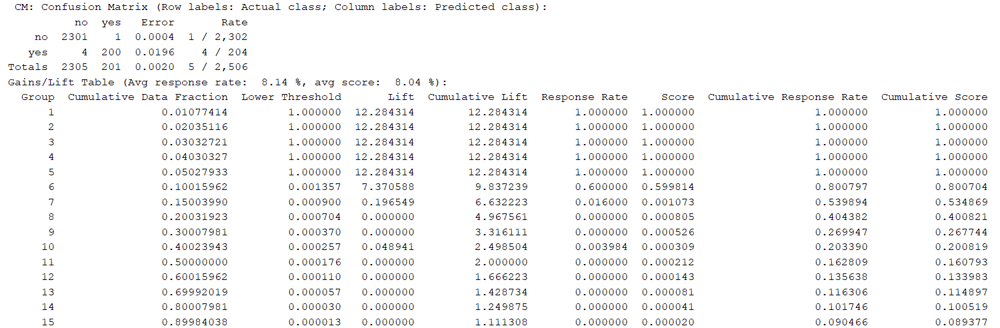 CM: Confusion Matrix (Row labels: Actual class; Column labels: Predicted class):
no yes Error Rate
no 2301 1 0.0004 1 / 2,302
yes 4 200 0.0196 4 / 204
Totals 2305 201 0.0020 5 / 2,506
Gains/Lift Table (Avg response rate: 8.14 %, avg score: 8.04 %):
Group Cumulative Data Fraction Lower Threshold Lift Cumulative Lift Response Rate Score Cumulative Response Rate Cumulative Score
1 0.01077414 1.000000 12.284314 12.284314 1.000000 1.000000 1.000000 1.000000
2 0.02035116 1.000000 12.284314 12.284314 1.000000 1.000000 1.000000 1.000000
3 0.03032721 1.000000 12.284314 12.284314 1.000000 1.000000 1.000000 1.000000
4 0.04030327 1.000000 12.284314 12.284314 1.000000 1.000000 1.000000 1.000000
5 0.05027933 1.000000 12.284314 12.284314 1.000000 1.000000 1.000000 1.000000
6 0.10015962 0.001357 7.370588 9.837239 0.600000 0.599814 0.800797 0.800704
7 0.15003990 0.000900 0.196549 6.632223 0.016000 0.001073 0.539894 0.534869
8 0.20031923 0.000704 0.000000 4.967561 0.000000 0.000805 0.404382 0.400821
9 0.30007981 0.000370 0.000000 3.316111 0.000000 0.000526 0.269947 0.267744
10 0.40023943 0.000257 0.048941 2.498504 0.003984 0.000309 0.203390 0.200819
11 0.50000000 0.000176 0.000000 2.000000 0.000000 0.000212 0.162809 0.160793
12 0.60015962 0.000110 0.000000 1.666223 0.000000 0.000143 0.135638 0.133983
13 0.69992019 0.000057 0.000000 1.428734 0.000000 0.000081 0.116306 0.114897
14 0.80007981 0.000030 0.000000 1.249875 0.000000 0.000041 0.101746 0.100519
15 0.89984038 0.000013 0.000000 1.111308 0.000000 0.000020 0.090466 0.089377